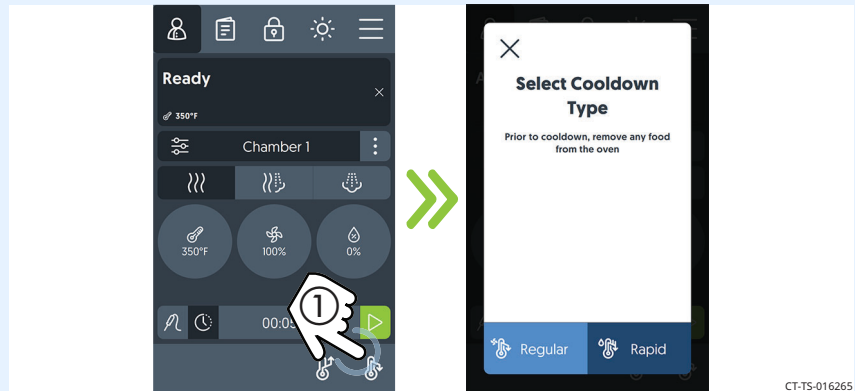 Ready
350°F
Chamber 1
350°F
100%
0%
00:05
1
Select Cooldown
Type
Prior to cooldown, remove any food
from the oven
Regular
Rapid
CT-TS-016265